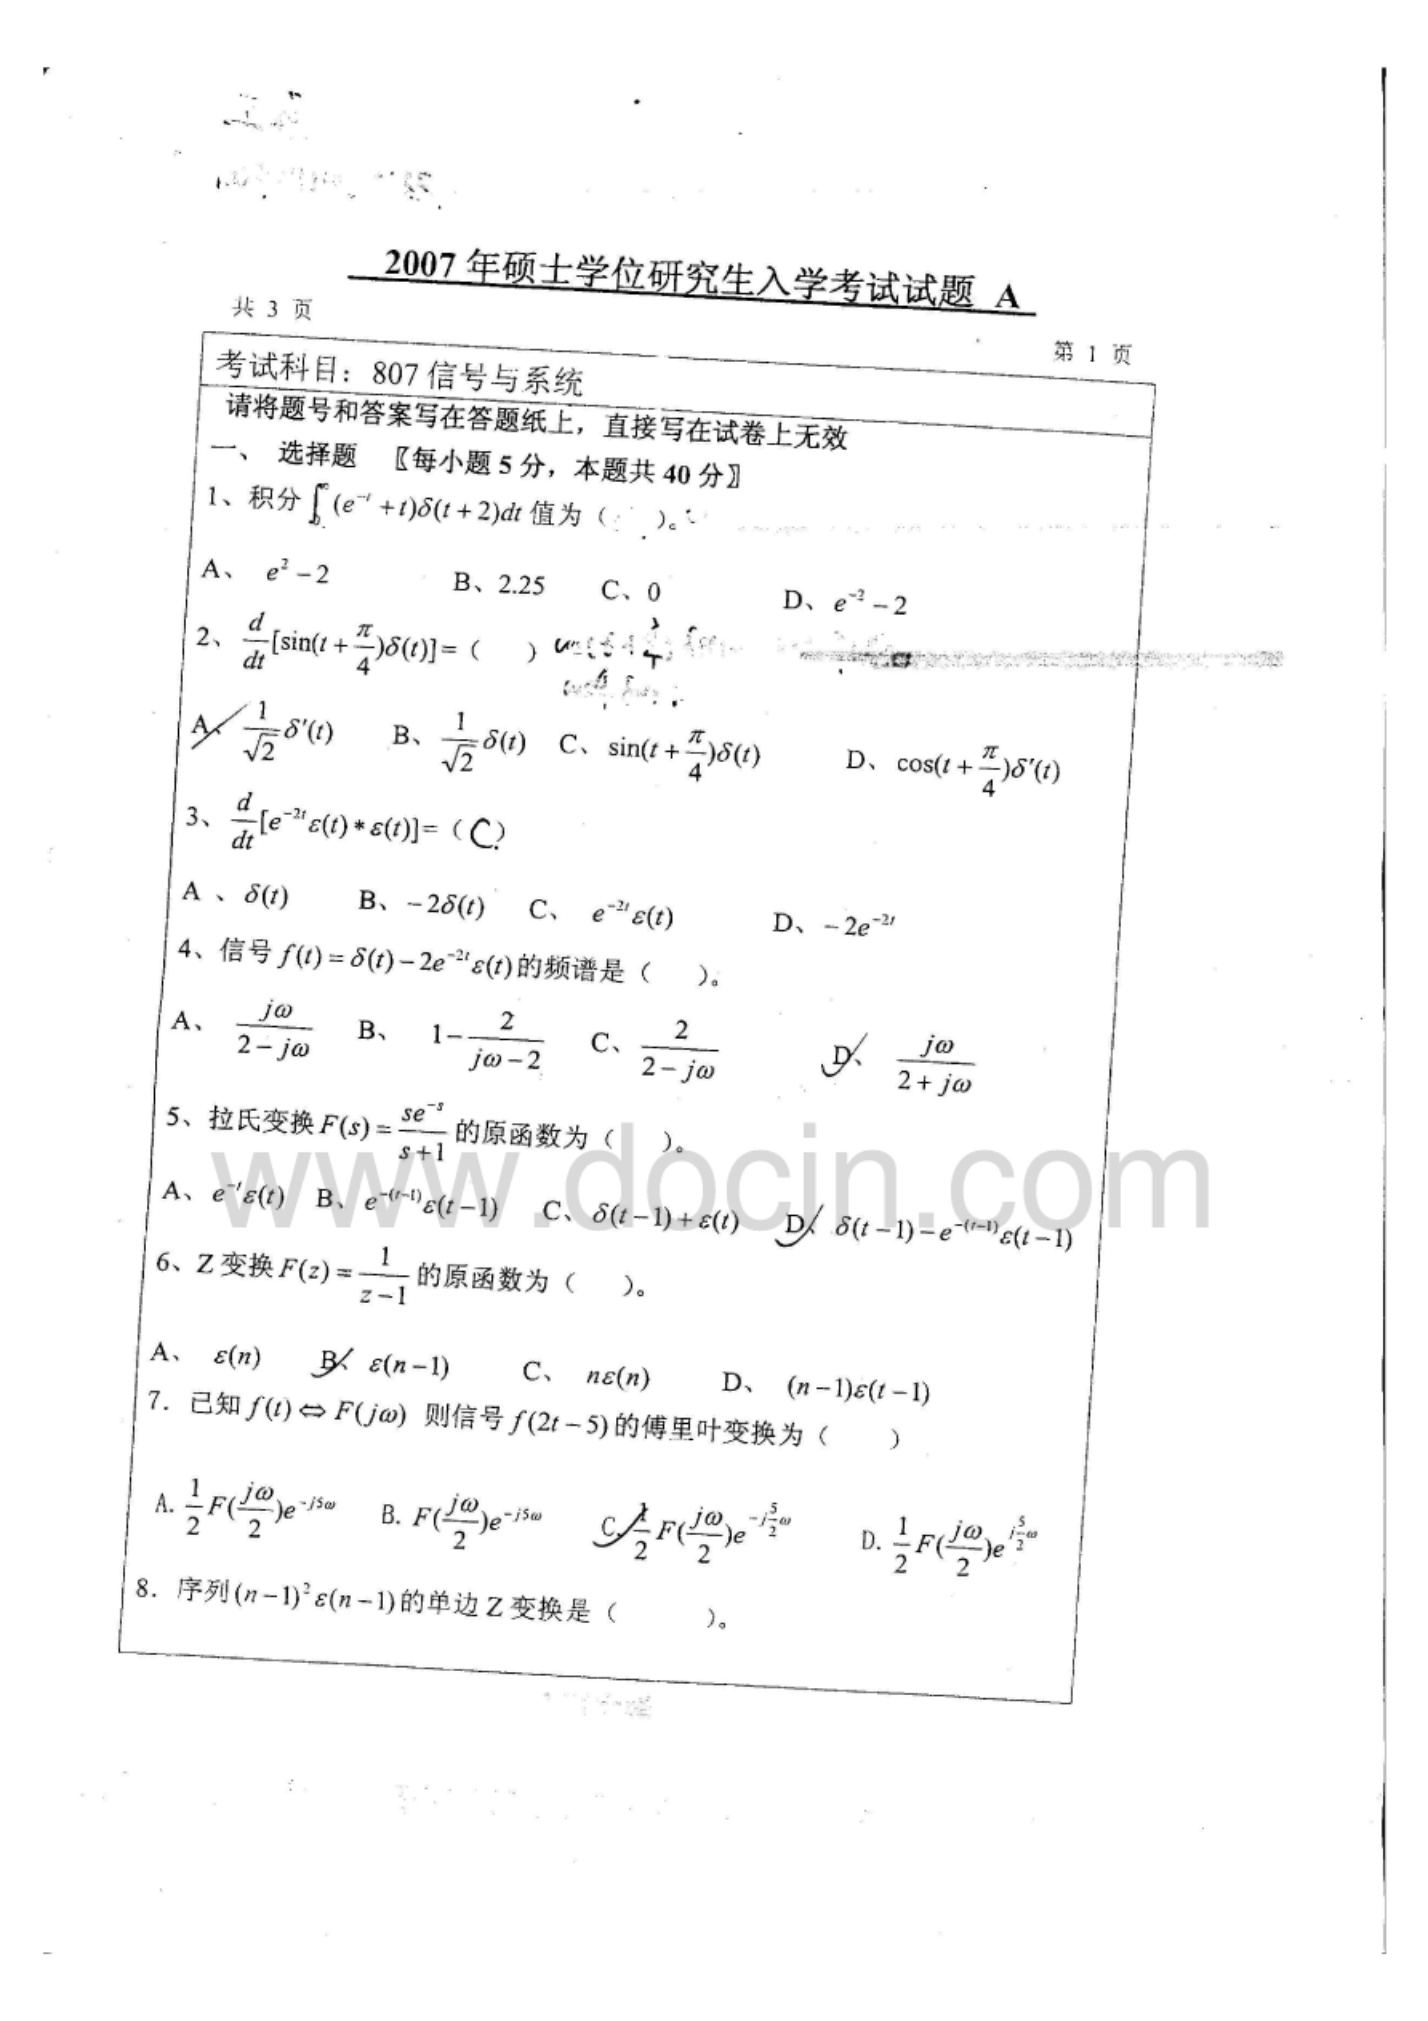 2007 年硕士学位研究生入学考试试题 A
共 3 页
第 1 页
考试科目：807 信号与系统
请将题号和答案写在答题纸上，直接写在试卷上无效
一、 选择题 〖每小题 5 分，本题共 40 分〗
1、积分 ∫₀^∞ (e^{-t} + t)δ(t + 2)dt 值为（ ）。
A、 e² − 2 B、2.25 C、0 D、e^{-2} − 2
2、 d/dt [sin(t + π/4)δ(t)] =（ ）
A、 1/√2 δ′(t) B、 1/√2 δ(t) C、 sin(t + π/4)δ(t) D、 cos(t + π/4)δ′(t)
3、 d/dt [e^{-2t}ε(t) * ε(t)] =（C）
A 、δ(t) B、−2δ(t) C、 e^{-2t}ε(t) D、−2e^{-2t}
4、信号 f(t) = δ(t) − 2e^{-2t}ε(t) 的频谱是（ ）。
A、 jω/(2 − jω) B、 1 − 2/(jω − 2) C、 2/(2 − jω) D、 jω/(2 + jω)
5、拉氏变换 F(s) = se^{-s}/(s + 1) 的原函数为（ ）。
www.docin.com
A、 e^{-t}ε(t) B、 e^{-(t-1)}ε(t − 1) C、 δ(t − 1) + ε(t) D、 δ(t − 1) − e^{-(t-1)}ε(t − 1)
6、Z 变换 F(z) = 1/(z − 1) 的原函数为（ ）。
A、 ε(n) B、 ε(n − 1) C、 nε(n) D、 (n − 1)ε(t − 1)
7. 已知 f(t) ⇔ F(jω) 则信号 f(2t − 5) 的傅里叶变换为（ ）
A. 1/2 F(jω/2)e^{-j5ω} B. F(jω/2)e^{-j5ω} C. 1/2 F(jω/2)e^{-j(5/2)ω} D. 1/2 F(jω/2)e^{j(5/2)ω}
8. 序列 (n − 1)² ε(n − 1) 的单边 Z 变换是（ ）。